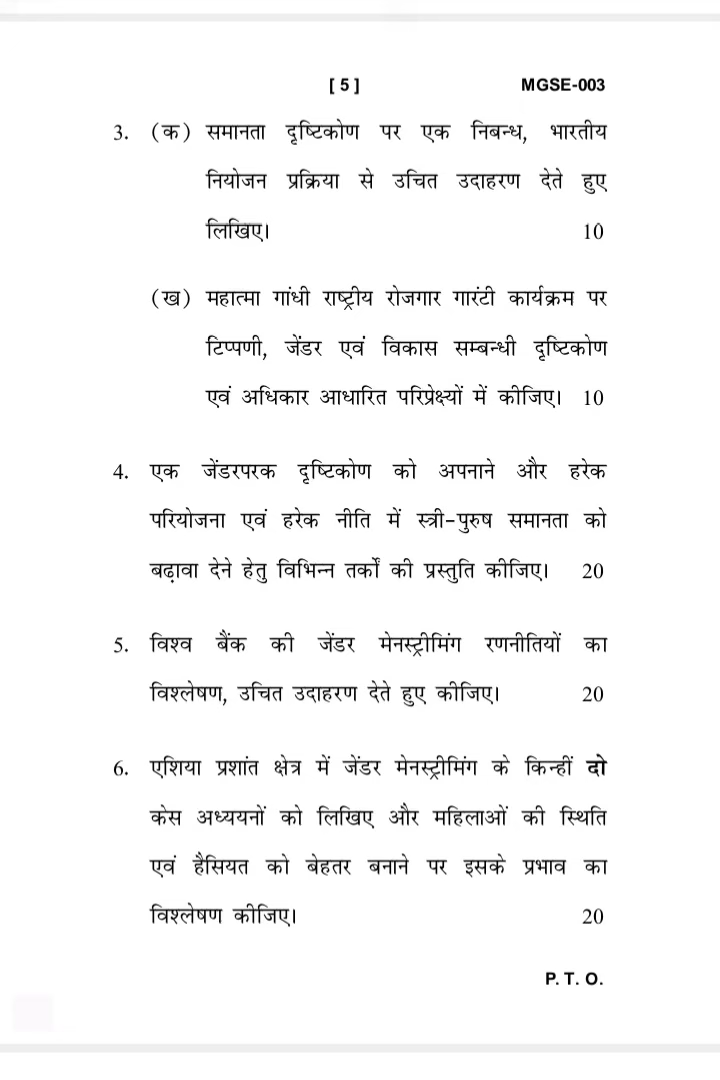 [ 5 ] MGSE-003
3. (क) समानता दृष्टिकोण पर एक निबन्ध, भारतीय
नियोजन प्रक्रिया से उचित उदाहरण देते हुए
लिखिए। 10
(ख) महात्मा गांधी राष्ट्रीय रोजगार गारंटी कार्यक्रम पर
टिप्पणी, जेंडर एवं विकास सम्बन्धी दृष्टिकोण
एवं अधिकार आधारित परिप्रेक्ष्यों में कीजिए। 10
4. एक जेंडरपरक दृष्टिकोण को अपनाने और हरेक
परियोजना एवं हरेक नीति में स्त्री-पुरुष समानता को
बढ़ावा देने हेतु विभिन्न तर्कों की प्रस्तुति कीजिए। 20
5. विश्व बैंक की जेंडर मेनस्ट्रीमिंग रणनीतियों का
विश्लेषण, उचित उदाहरण देते हुए कीजिए। 20
6. एशिया प्रशांत क्षेत्र में जेंडर मेनस्ट्रीमिंग के किन्हीं दो
केस अध्ययनों को लिखिए और महिलाओं की स्थिति
एवं हैसियत को बेहतर बनाने पर इसके प्रभाव का
विश्लेषण कीजिए। 20
P. T. O.